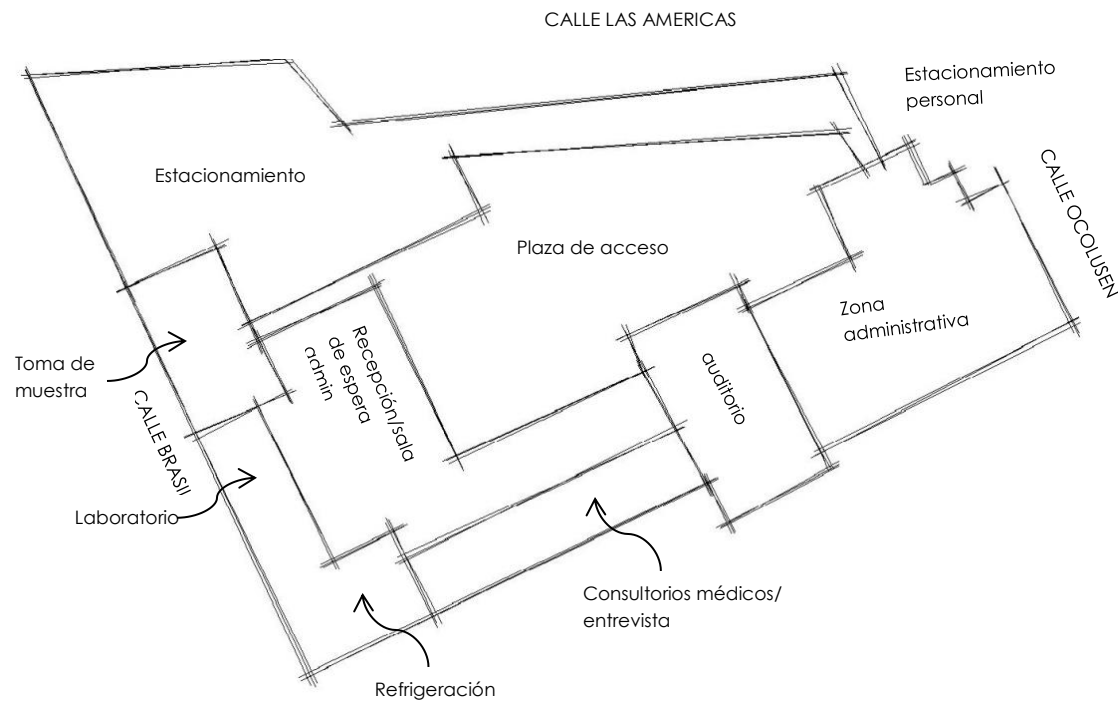 CALLE LAS AMERICAS
Estacionamiento
personal
Estacionamiento
CALLE OCOLUSEN
Plaza de acceso
Zona
administrativa
Toma de
muestra
Recepción/sala
de espera
admin
auditorio
CALLE BRASII
Laboratorio
Consultorios médicos/
entrevista
Refrigeración